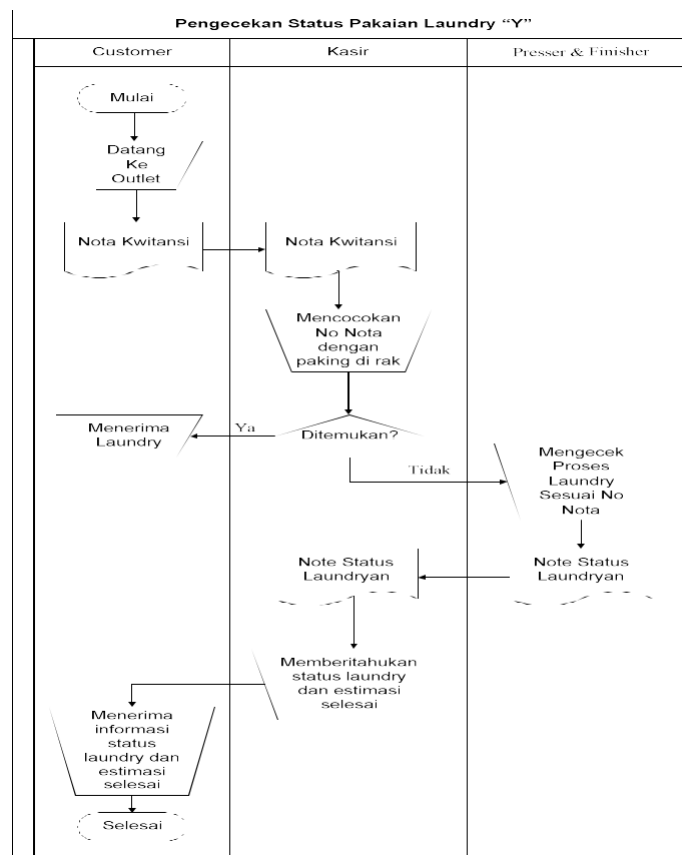 Pengecekan Status Pakaian Laundry “Y”
Customer
Kasir
Presser & Finisher
Mulai
Datang
Ke
Outlet
Nota Kwitansi
Nota Kwitansi
Mencocokan
No Nota
dengan
paking di rak
Ditemukan?
Ya
Menerima
Laundry
Tidak
Mengecek
Proses
Laundry
Sesuai No
Nota
Note Status
Laundryan
Note Status
Laundryan
Memberitahukan
status laundry
dan estimasi
selesai
Menerima
informasi
status
laundry dan
estimasi
selesai
Selesai